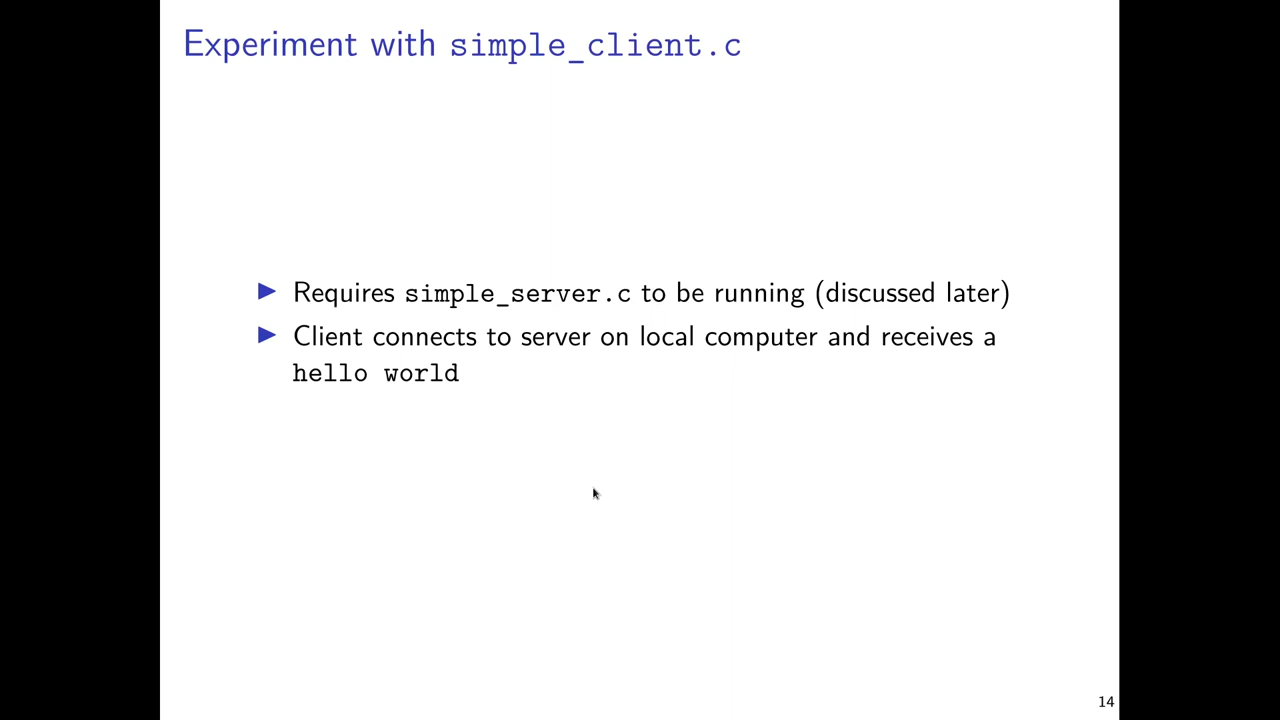 Experiment with simple_client.c
▶ Requires simple_server.c to be running (discussed later)
▶ Client connects to server on local computer and receives a
hello world
14